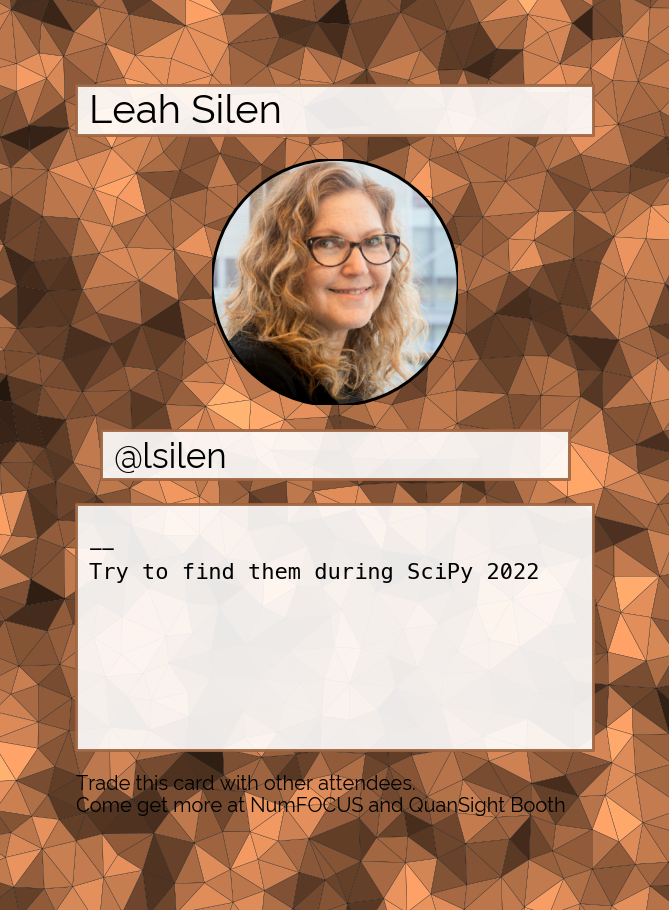 Leah Silen
@lsilen
——
Try to find them during SciPy 2022
Trade this card with other attendees.
Come get more at NumFOCUS and QuanSight Booth